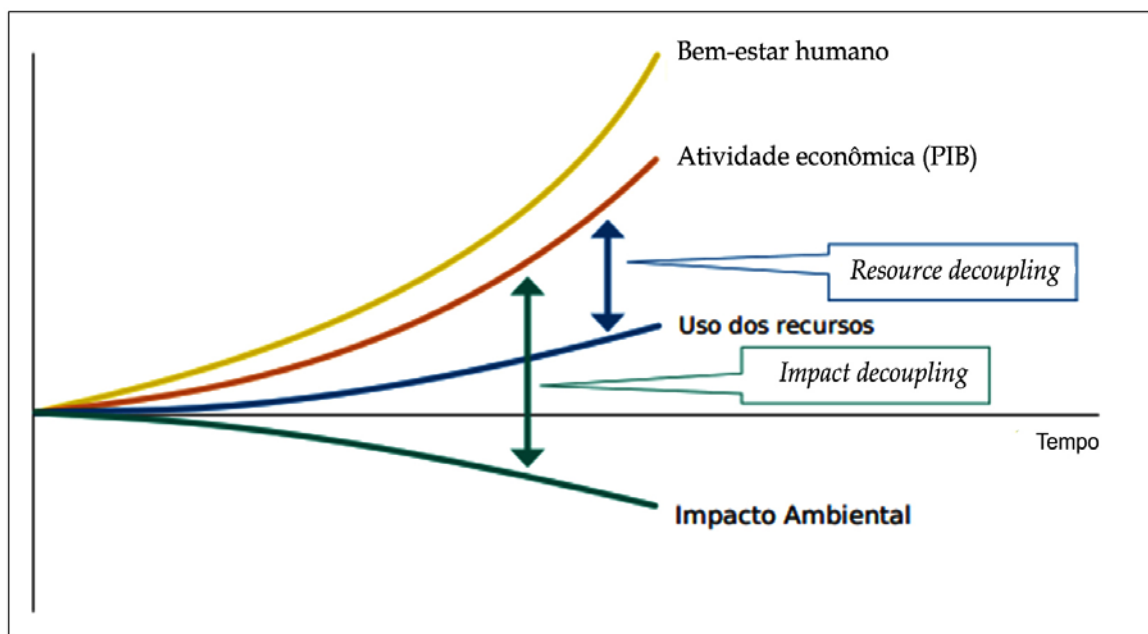 Bem-estar humano
Atividade econômica (PIB)
Resource decoupling
Uso dos recursos
Impact decoupling
Tempo
Impacto Ambiental